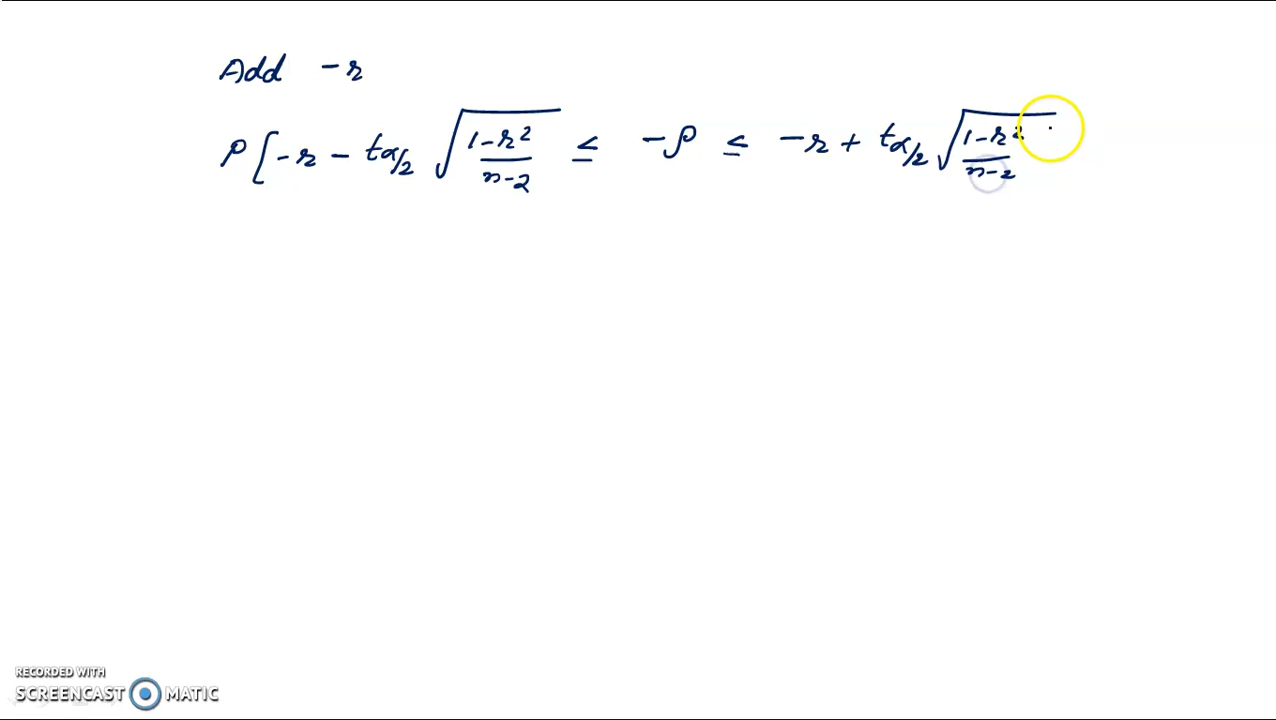 Add -r
P[-r - tα/2 √((1-r²)/(n-2)) ≤ -ρ ≤ -r + tα/2 √((1-r²)/(n-2))
RECORDED WITH
SCREENCAST MATIC